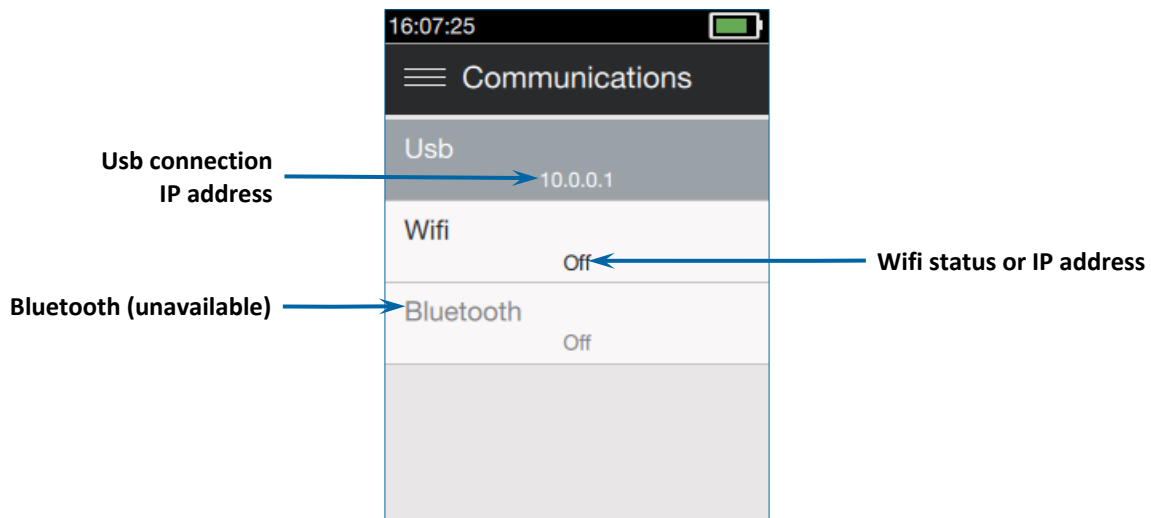 16:07:25
Communications
Usb connection
IP address
Usb
10.0.0.1
Wifi
Off
Wifi status or IP address
Bluetooth (unavailable)
Bluetooth
Off